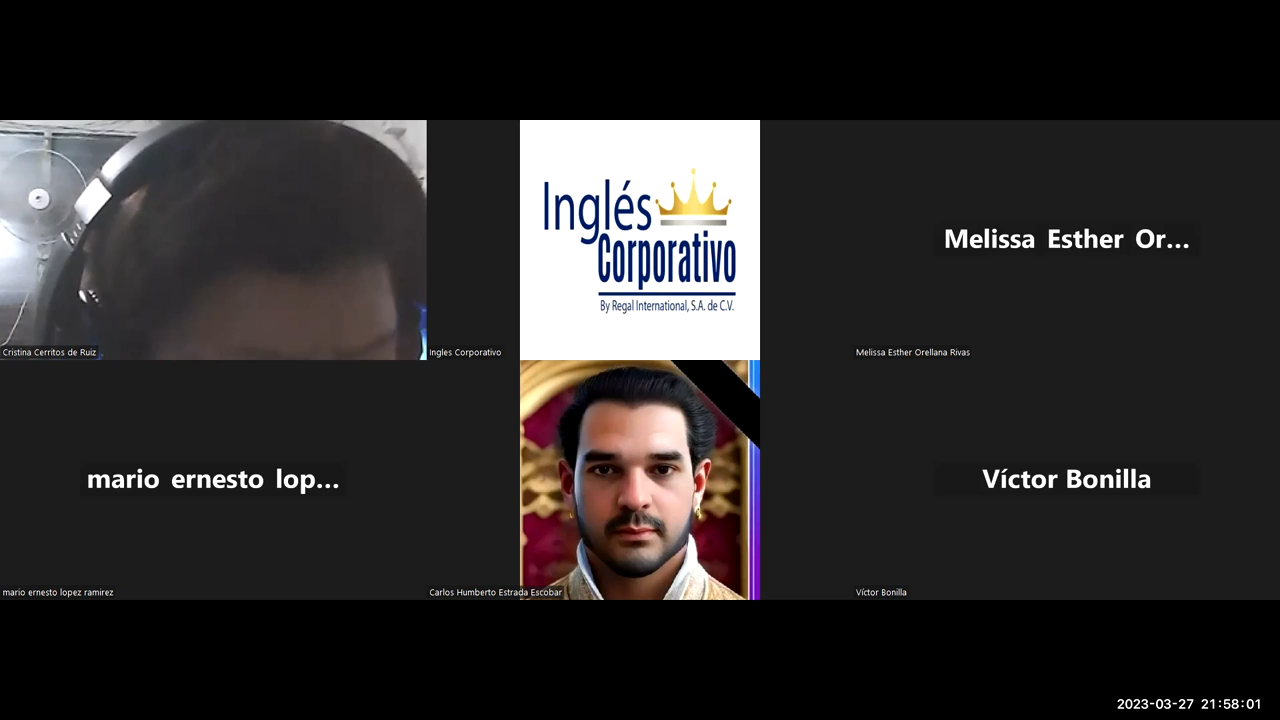 Inglés
Corporativo
By Regal International, S.A. de C.V.
Melissa Esther Or...
Cristina Cerritos de Ruiz
Ingles Corporativo
Melissa Esther Orellana Rivas
mario ernesto lop...
Víctor Bonilla
mario ernesto lopez ramirez
Carlos Humberto Estrada Escobar
Víctor Bonilla
2023-03-27 21:58:01